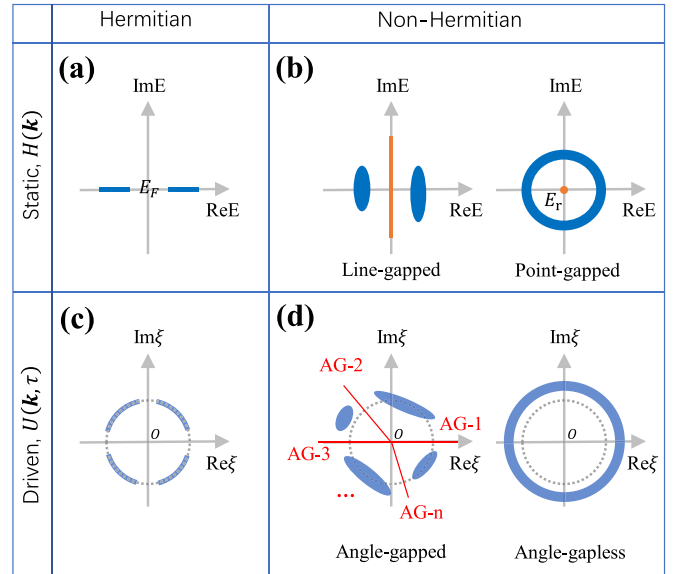 Hermitian
Non-Hermitian
Static, H(k)
(a)
ImE
E_F
ReE
(b)
ImE
ReE
Line-gapped
ImE
E_r
ReE
Point-gapped
Driven, U(k, τ)
(c)
Imξ
o
Reξ
(d)
Imξ
AG-2
AG-1
o
AG-3
Reξ
...
AG-n
Angle-gapped
Imξ
o
Reξ
Angle-gapless